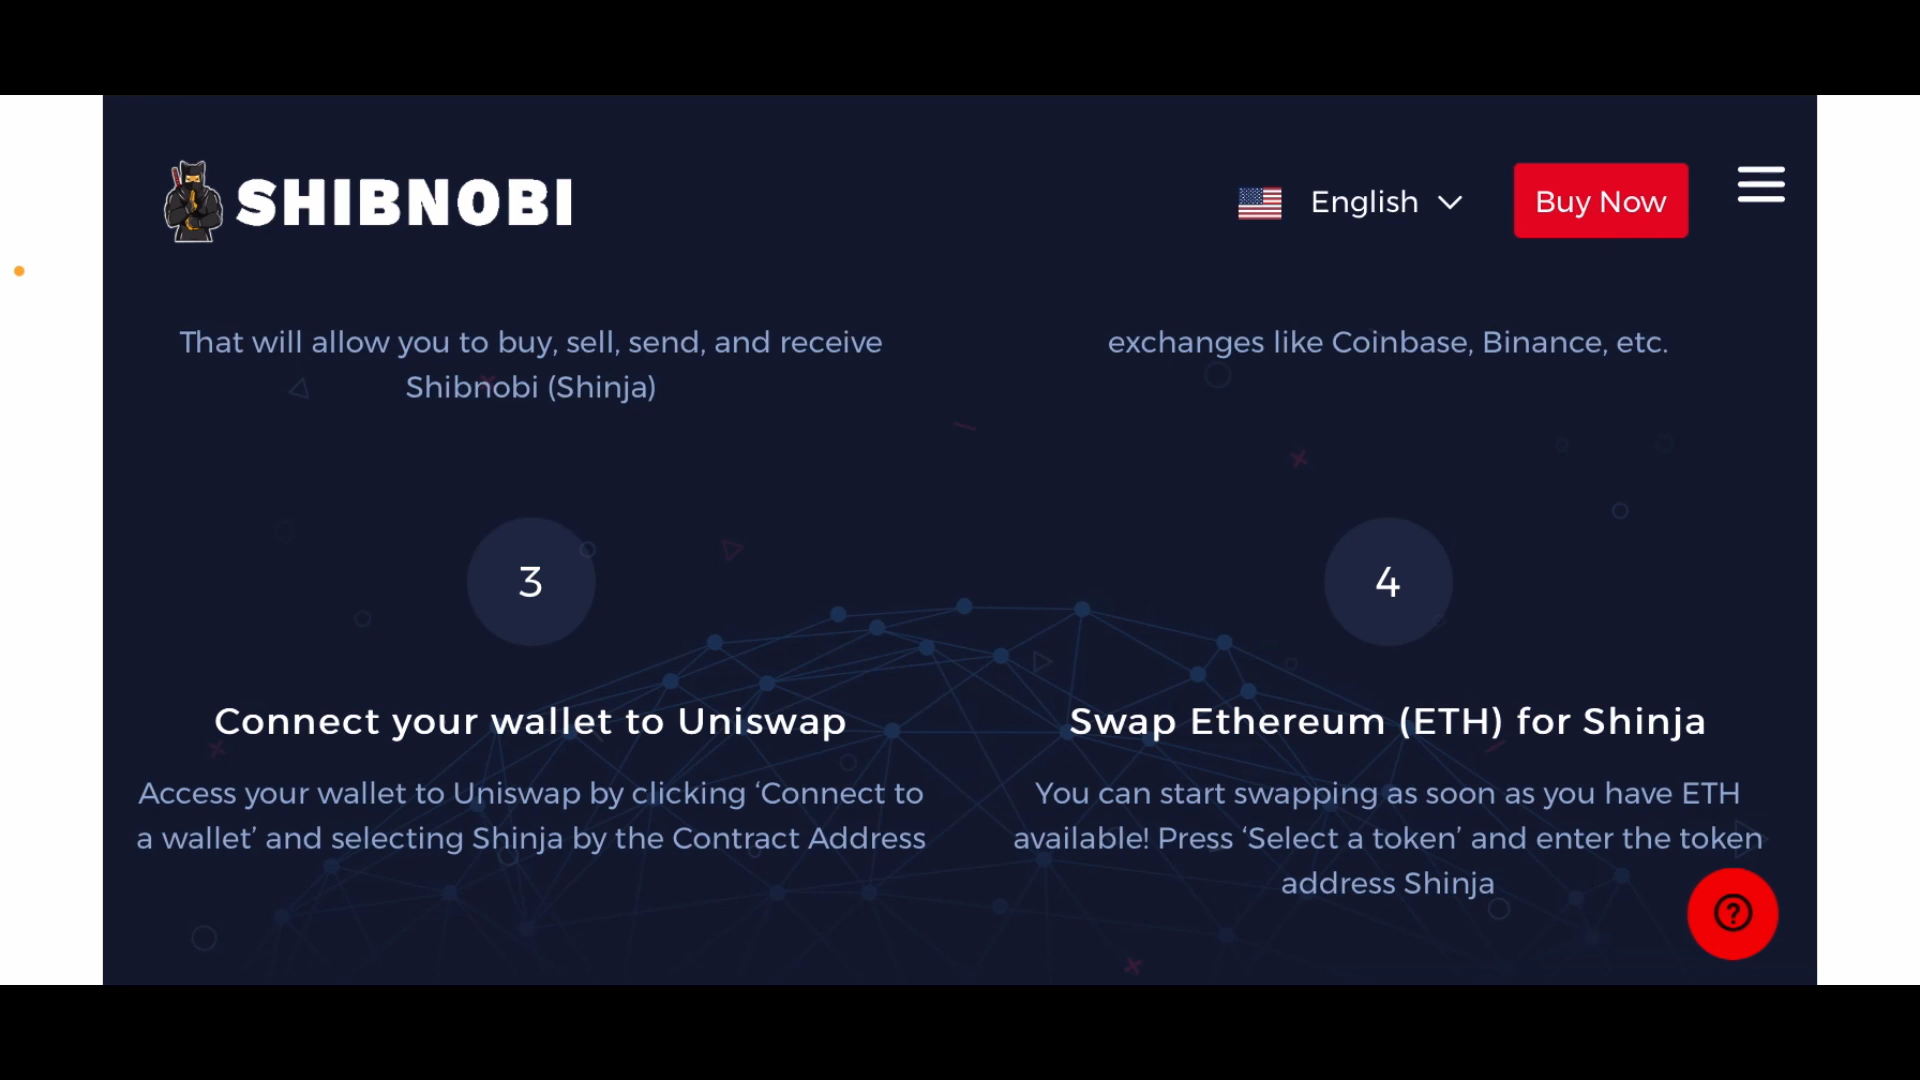 SHIBNOBI
English
Buy Now
That will allow you to buy, sell, send, and receive
Shibnobi (Shinja)
exchanges like Coinbase, Binance, etc.
3
Connect your wallet to Uniswap
Access your wallet to Uniswap by clicking ‘Connect to
a wallet’ and selecting Shinja by the Contract Address
4
Swap Ethereum (ETH) for Shinja
You can start swapping as soon as you have ETH
available! Press ‘Select a token’ and enter the token
address Shinja
?